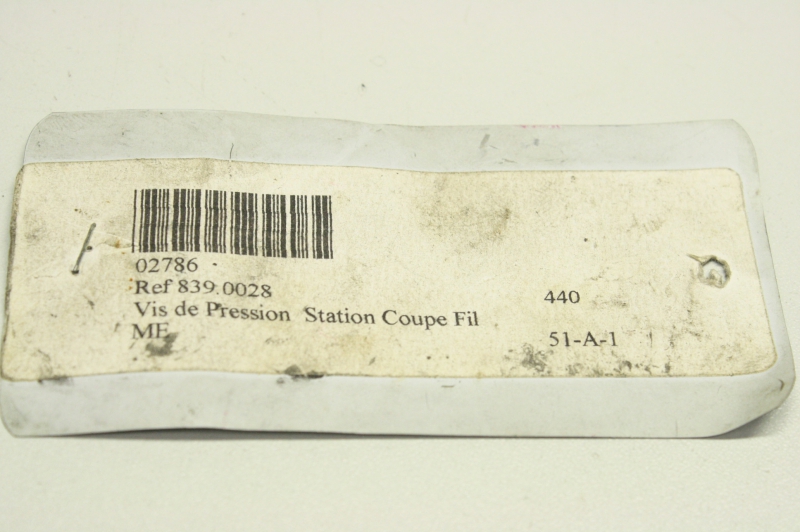 02786
Ref 839.0028
Vis de Pression Station Coupe Fil 440
ME 51-A-1